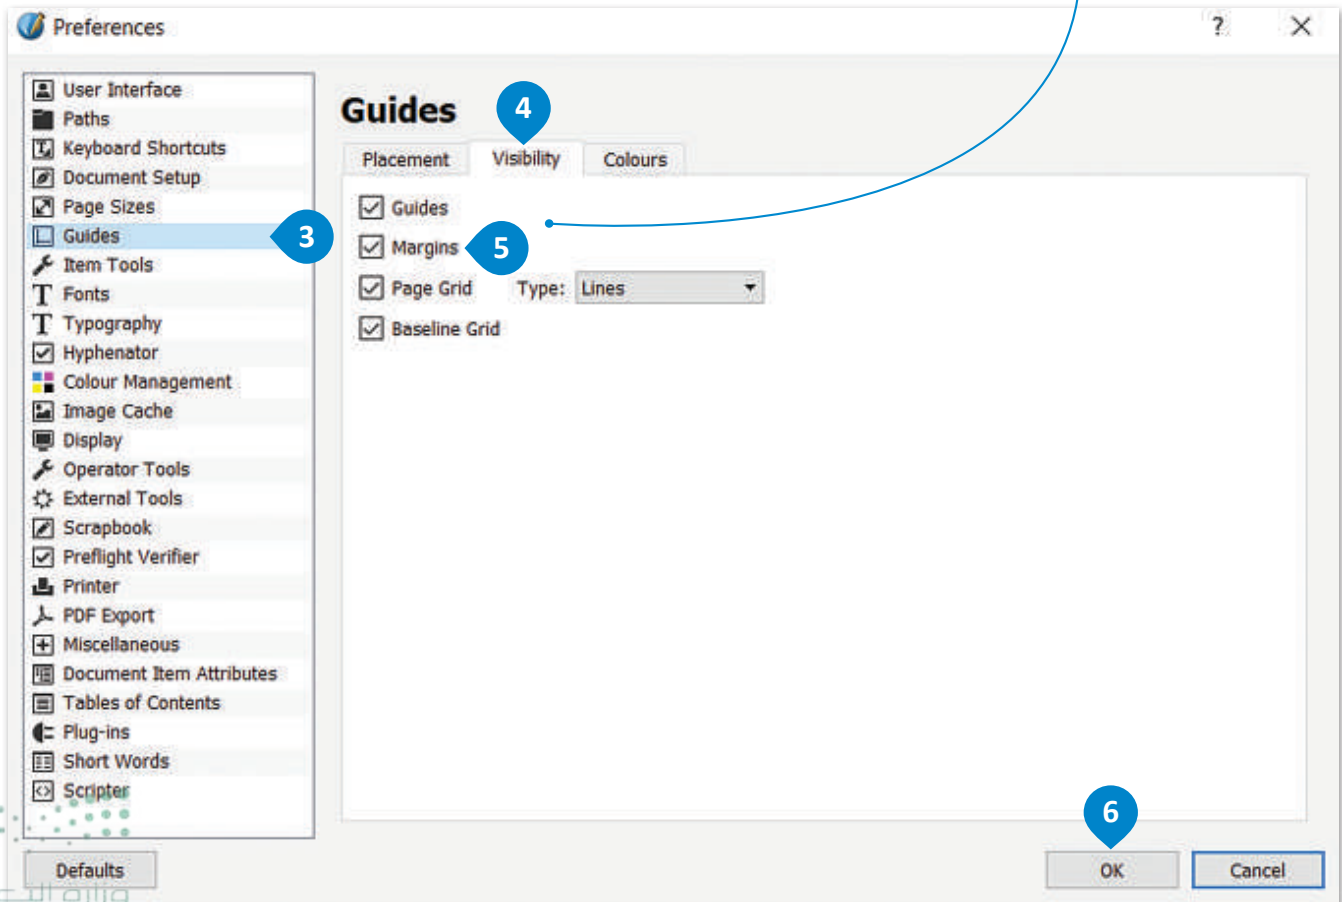 Preferences
?
User Interface
Paths
Keyboard Shortcuts
Document Setup
Page Sizes
Guides
Item Tools
Fonts
Typography
Hyphenator
Colour Management
Image Cache
Display
Operator Tools
External Tools
Scrapbook
Preflight Verifier
Printer
PDF Export
Miscellaneous
Document Item Attributes
Tables of Contents
Plug-ins
Short Words
Scripter
3
Guides
4
Placement Visibility Colours
Guides
Margins 5
Page Grid Type: Lines
Baseline Grid
6
Defaults OK Cancel